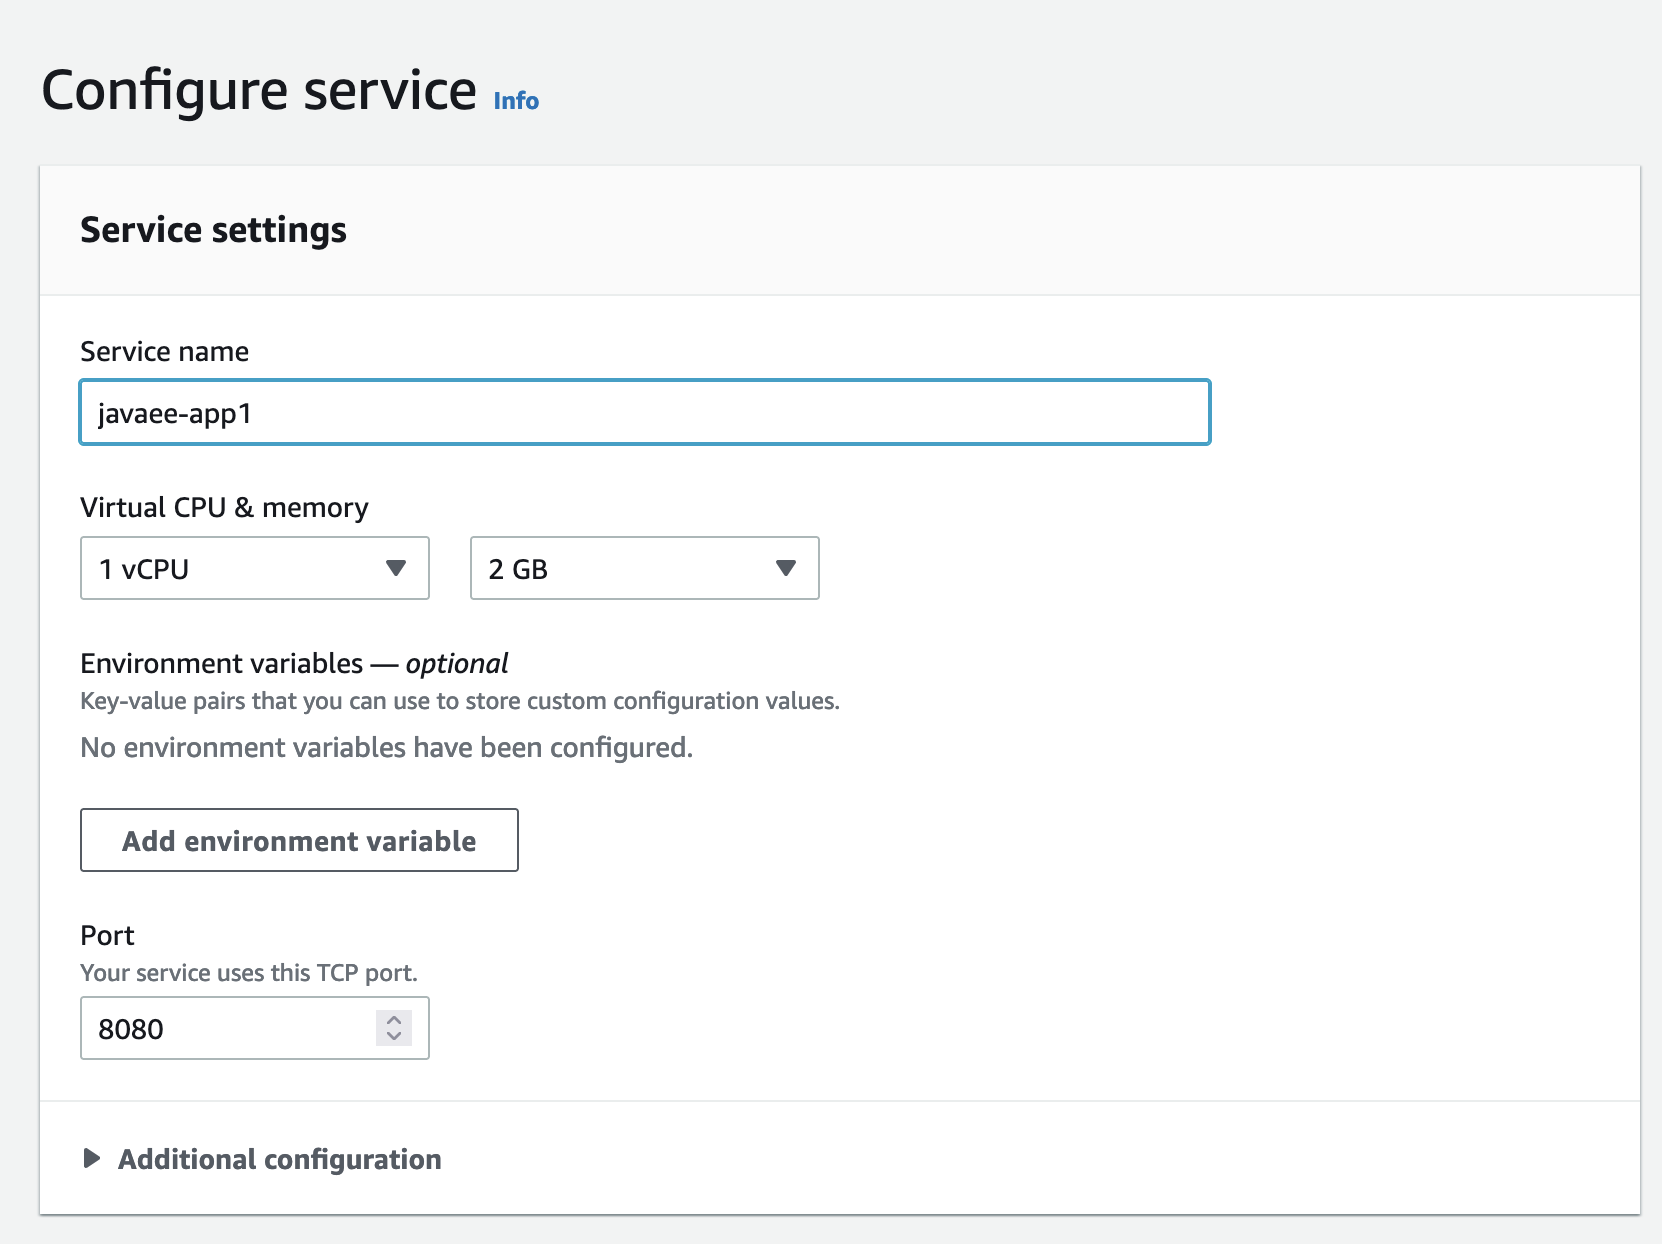 Configure service Info
Service settings
Service name
javaee-app1
Virtual CPU & memory
1 vCPU 2 GB
Environment variables — optional
Key-value pairs that you can use to store custom configuration values.
No environment variables have been configured.
Add environment variable
Port
Your service uses this TCP port.
8080
Additional configuration